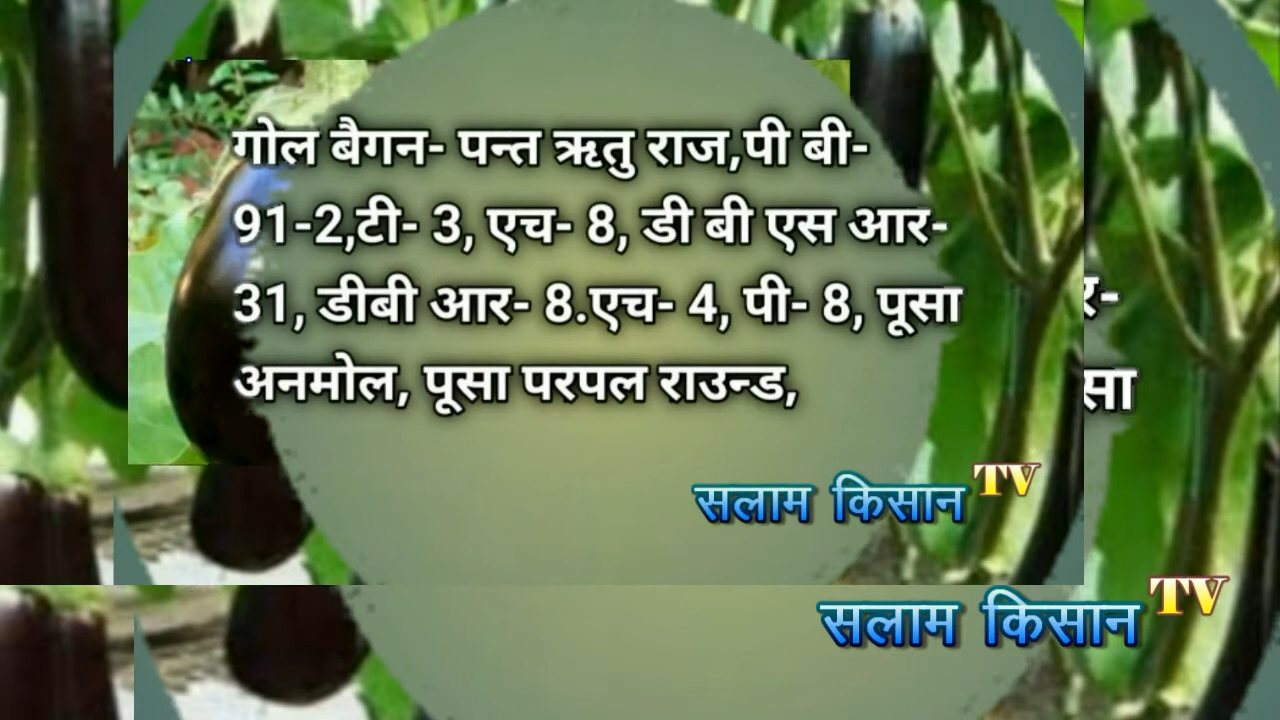 गोल बैगन- पन्त ऋतु राज,पी बी-
91-2,टी- 3, एच- 8, डी बी एस आर-
31, डीबी आर- 8.एच- 4, पी- 8, पूसा
अनमोल, पूसा परपल राउन्ड,
र-
सा
सलाम किसान TV
सलाम किसान TV